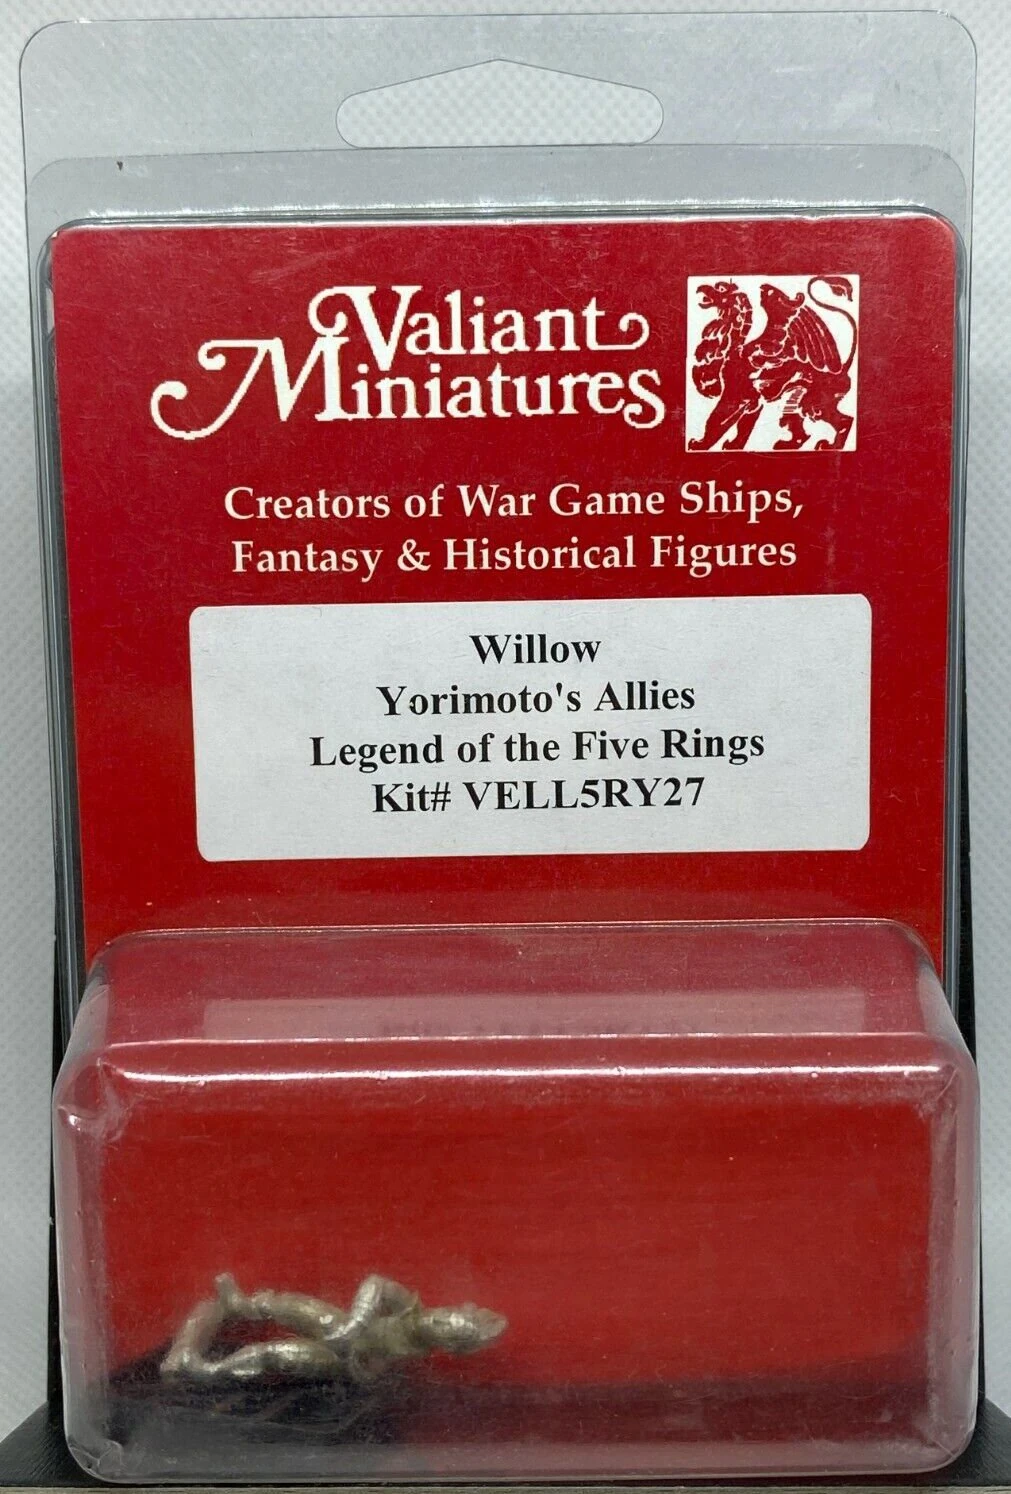 Valiant
Miniatures
Creators of War Game Ships,
Fantasy & Historical Figures
Willow
Yorimoto's Allies
Legend of the Five Rings
Kit# VELL5RY27